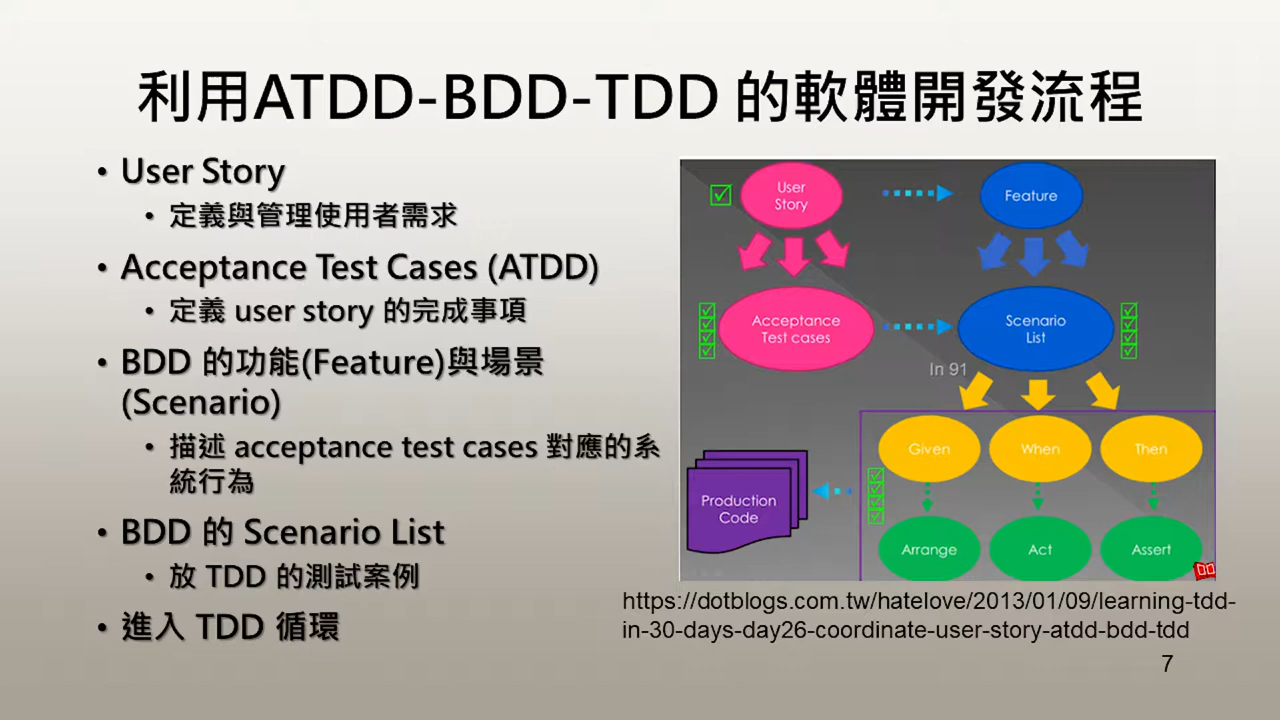 利用ATDD-BDD-TDD 的軟體開發流程
• User Story
• 定義與管理使用者需求
• Acceptance Test Cases (ATDD)
• 定義 user story 的完成事項
• BDD 的功能(Feature)與場景
(Scenario)
• 描述 acceptance test cases 對應的系
統行為
• BDD 的 Scenario List
• 放 TDD 的測試案例
• 進入 TDD 循環
User
Story
Feature
Acceptance
Test cases
Scenario
List
In 91
Given
When
Then
Production
Code
Arrange
Act
Assert
https://dotblogs.com.tw/hatelove/2013/01/09/learning-tdd-
in-30-days-day26-coordinate-user-story-atdd-bdd-tdd
7